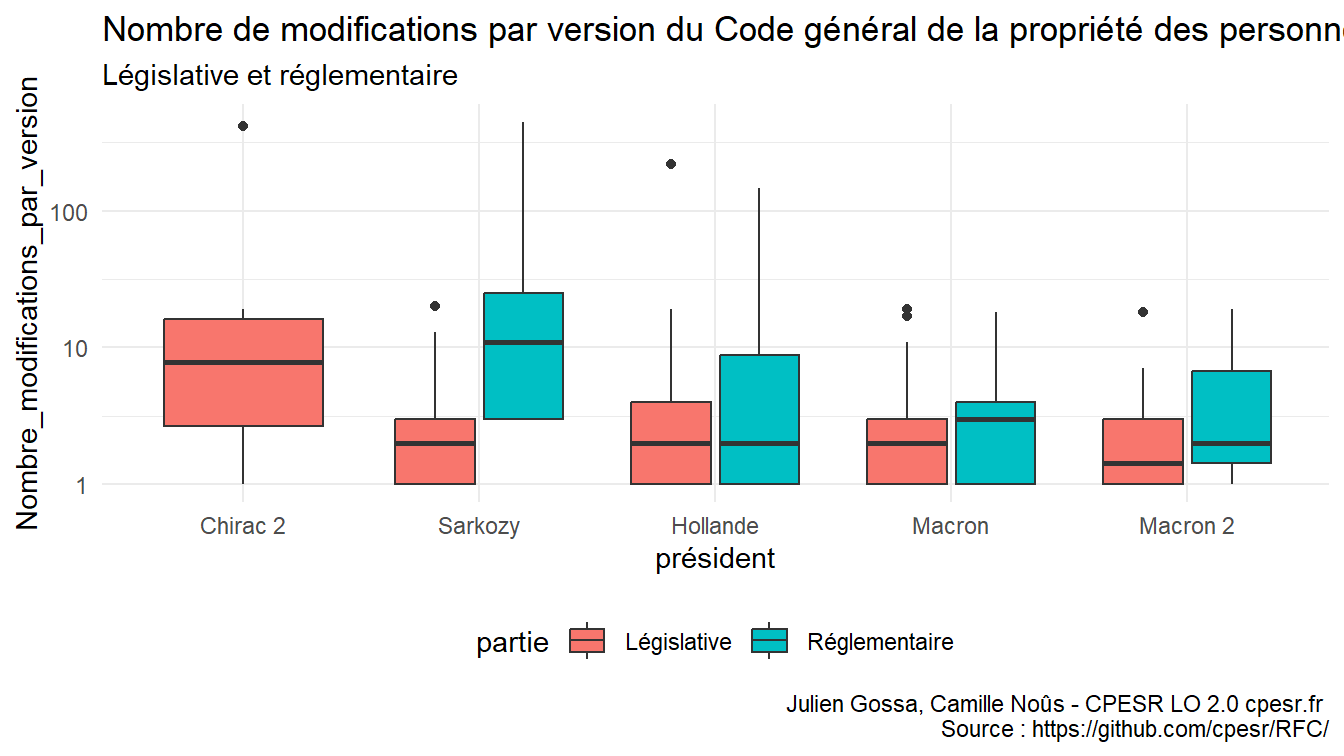 Nombre de modifications par version du Code général de la propriété des
Législative et réglementaire
Nombre_modifications_par_version
100
10
1
Chirac 2 Sarkozy Hollande Macron Macron 2
président
partie Législative Réglementaire
Julien Gossa, Camille Noûs - CPESR LO 2.0 cpesr.fr
Source : https://github.com/cpesr/RFC/